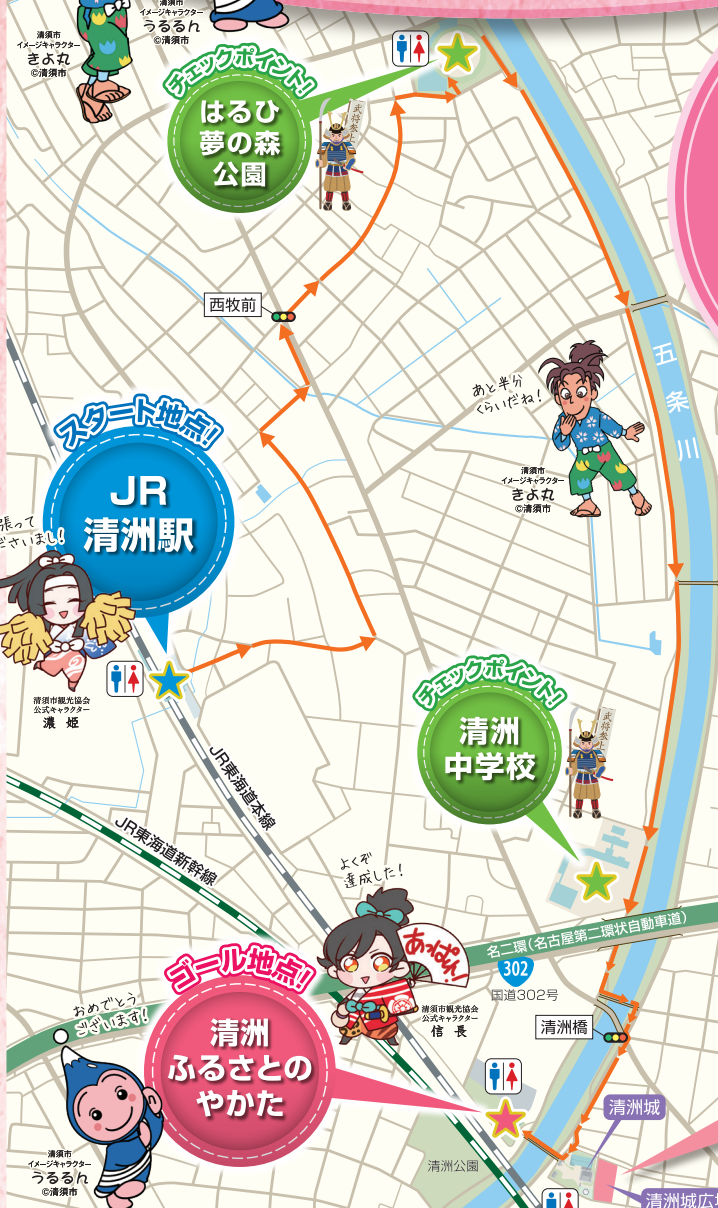 清須市
イメージキャラクター
きよ丸
©清須市
清須市
イメージキャラクター
うるるん
©清須市
チェックポイント!
はるひ
夢の森
公園
武将参上
西牧前
五条川
あと半分
くらいだね!
清須市
イメージキャラクター
きよ丸
©清須市
スタート地点!
JR
清洲駅
張って
ださいまし!
清須市観光協会
公式キャラクター
濃姫
チェックポイント!
清洲
中学校
武将参上
JR東海道本線
JR東海道新幹線
よくぞ
達成した!
あっぱれ!
清須市観光協会
公式キャラクター
信長
名二環(名古屋第二環状自動車道)
302
国道302号
清洲橋
ゴール地点!
清洲
ふるさとの
やかた
おめでとう
ございます!
清須市
イメージキャラクター
うるるん
©清須市
清洲城
清洲公園
清洲城広